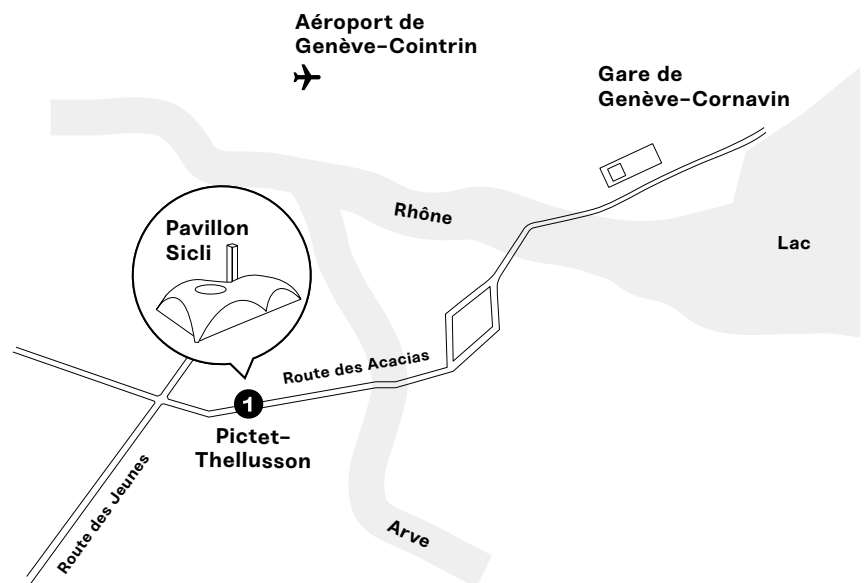 Aéroport de
Genève-Cointrin
Gare de
Genève-Cornavin
Rhône
Pavillon
Sicli
Lac
Route des Acacias
1
Pictet-
Thellusson
Route des Jeunes
Arve